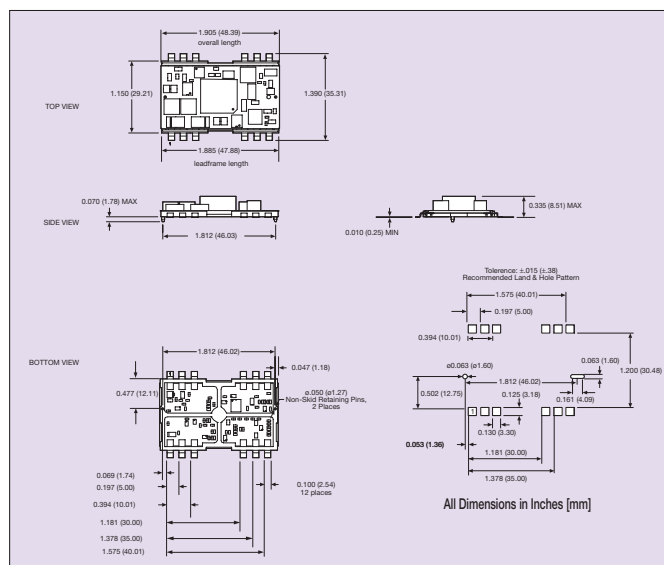 1.905 (48.39)
overall length
1.150 (29.21)
1.390 (35.31)
TOP VIEW
1.885 (47.88)
leadframe length
0.070 (1.78) MAX
0.335 (8.51) MAX
SIDE VIEW
1.812 (46.03)
0.010 (0.25) MIN
Tolerence: ±.015 (±.38)
Recommended Land & Hole Pattern
1.575 (40.01)
0.197 (5.00)
0.394 (10.01)
BOTTOM VIEW
1.812 (46.02)
0.047 (1.18)
0.477 (12.11)
ø.050 (ø1.27)
Non-Skid Retaining Pins,
2 Places
0.069 (1.74)
0.197 (5.00)
0.394 (10.01)
0.100 (2.54)
12 places
1.181 (30.00)
1.378 (35.00)
1.575 (40.01)
ø0.063 (ø1.60)
0.063 (1.60)
1.812 (46.02)
1.200 (30.48)
0.502 (12.75)
0.161 (4.09)
0.125 (3.18)
1
0.130 (3.30)
0.053 (1.36)
1.181 (30.00)
1.378 (35.00)
All Dimensions in Inches [mm]